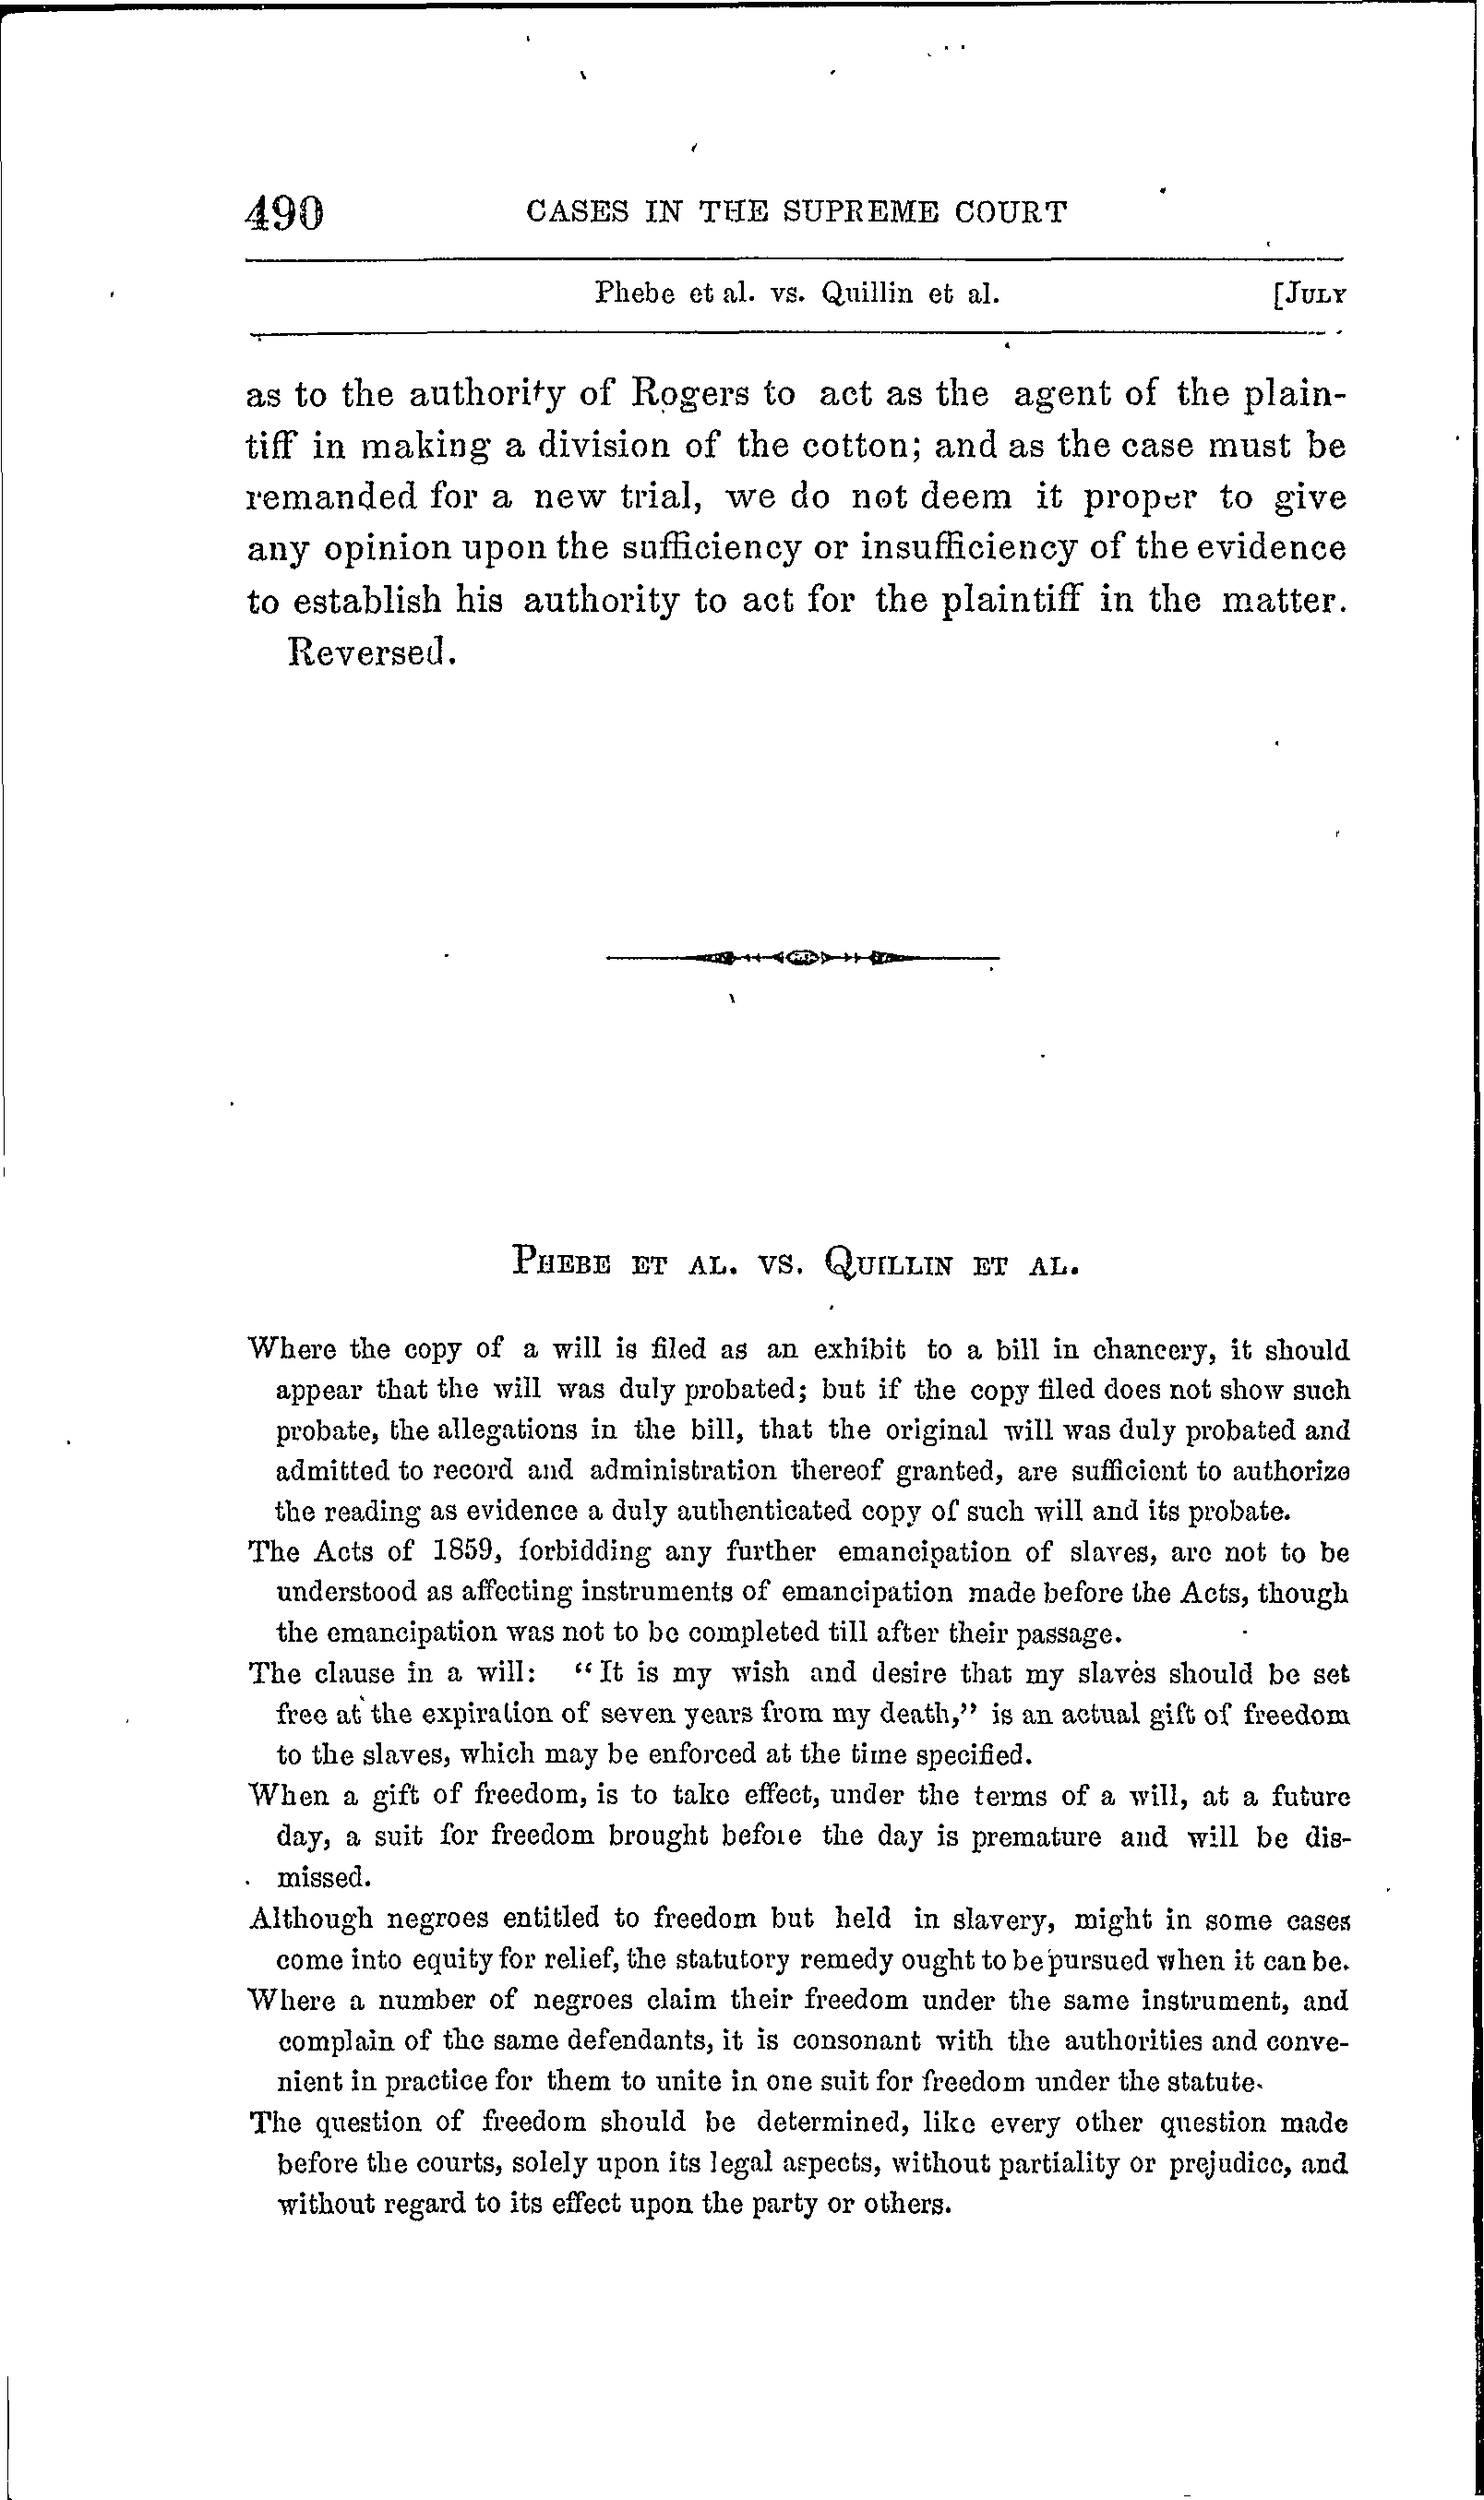 490 CASES IN THE SUPREME COURT
Phebe et al. vs. Quillin et al. [JULY
as to the authority of Rogers to act as the agent of the plain-
tiff in making a division of the cotton; and as the case must be
remanded for a new trial, we do not deem it proper to give
any opinion upon the sufficiency or insufficiency of the evidence
to establish his authority to act for the plaintiff in the matter.
Reversed.
PHEBE ET AL. VS. QUILLIN ET AL.
Where the copy of a will is filed as an exhibit to a bill in chancery, it should
appear that the will was duly probated; but if the copy filed does not show such
probate, the allegations in the bill, that the original will was duly probated and
admitted to record and administration thereof granted, are sufficient to authorize
the reading as evidence a duly authenticated copy of such will and its probate.
The Acts of 1859, forbidding any further emancipation of slaves, are not to be
understood as affecting instruments of emancipation made before the Acts, though
the emancipation was not to be completed till after their passage.
The clause in a will: "It is my wish and desire that my slaves should be set
free at the expiration of seven years from my death," is an actual gift of freedom
to the slaves, which may be enforced at the time specified.
When a gift of freedom, is to take effect, under the terms of a will, at a future
day, a suit for freedom brought before the day is premature and will be dis-
missed.
Although negroes entitled to freedom but held in slavery, might in some cases
come into equity for relief, the statutory remedy ought to be pursued when it can be.
Where a number of negroes claim their freedom under the same instrument, and
complain of the same defendants, it is consonant with the authorities and conve-
nient in practice for them to unite in one suit for freedom under the statute.
The question of freedom should be determined, like every other question made
before the courts, solely upon its legal aspects, without partiality or prejudice, and
without regard to its effect upon the party or others.